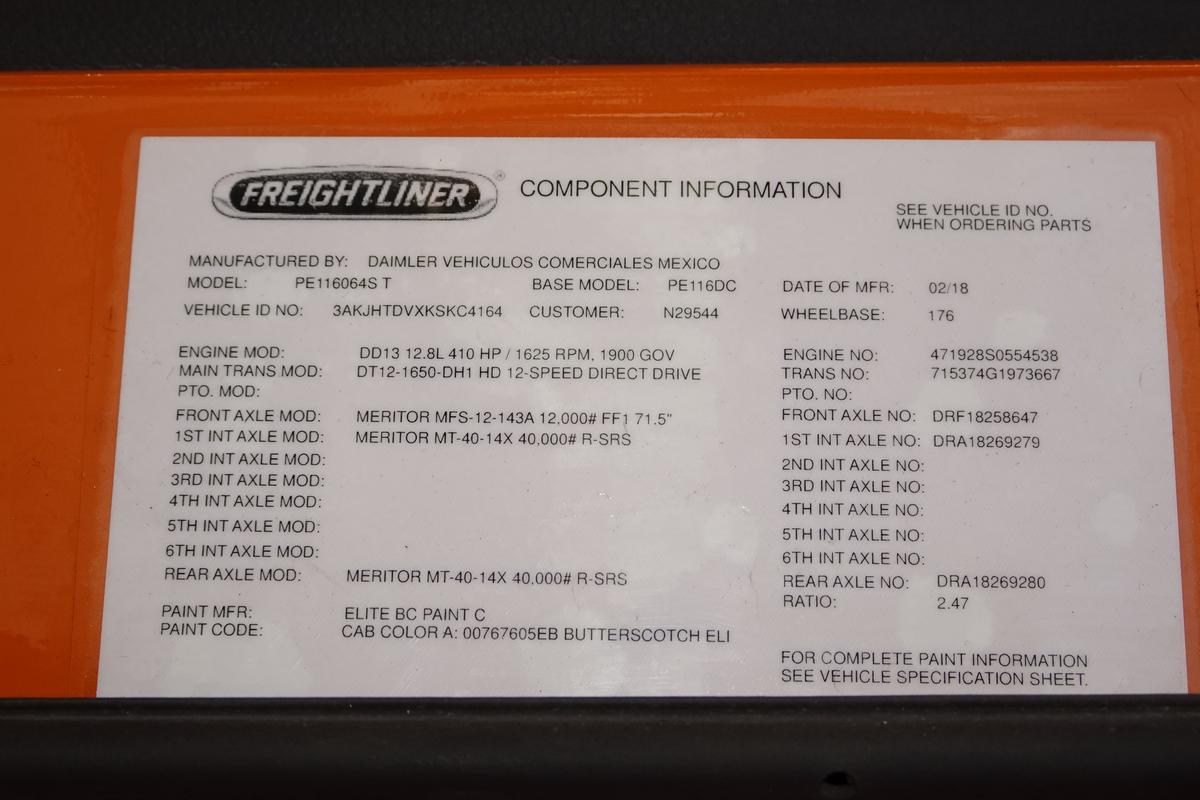 FREIGHTLINER ® COMPONENT INFORMATION
SEE VEHICLE ID NO.
WHEN ORDERING PARTS
MANUFACTURED BY: DAIMLER VEHICULOS COMERCIALES MEXICO
MODEL: PE116064S T BASE MODEL: PE116DC DATE OF MFR: 02/18
VEHICLE ID NO: 3AKJHTDVXKSKC4164 CUSTOMER: N29544 WHEELBASE: 176
ENGINE MOD: DD13 12.8L 410 HP / 1625 RPM, 1900 GOV ENGINE NO: 471928S0554538
MAIN TRANS MOD: DT12-1650-DH1 HD 12-SPEED DIRECT DRIVE TRANS NO: 715374G1973667
PTO. MOD: PTO. NO:
FRONT AXLE MOD: MERITOR MFS-12-143A 12,000# FF1 71.5" FRONT AXLE NO: DRF18258647
1ST INT AXLE MOD: MERITOR MT-40-14X 40,000# R-SRS 1ST INT AXLE NO: DRA18269279
2ND INT AXLE MOD: 2ND INT AXLE NO:
3RD INT AXLE MOD: 3RD INT AXLE NO:
4TH INT AXLE MOD: 4TH INT AXLE NO:
5TH INT AXLE MOD: 5TH INT AXLE NO:
6TH INT AXLE MOD: 6TH INT AXLE NO:
REAR AXLE MOD: MERITOR MT-40-14X 40,000# R-SRS REAR AXLE NO: DRA18269280
RATIO: 2.47
PAINT MFR: ELITE BC PAINT C
PAINT CODE: CAB COLOR A: 00767605EB BUTTERSCOTCH ELI
FOR COMPLETE PAINT INFORMATION
SEE VEHICLE SPECIFICATION SHEET.